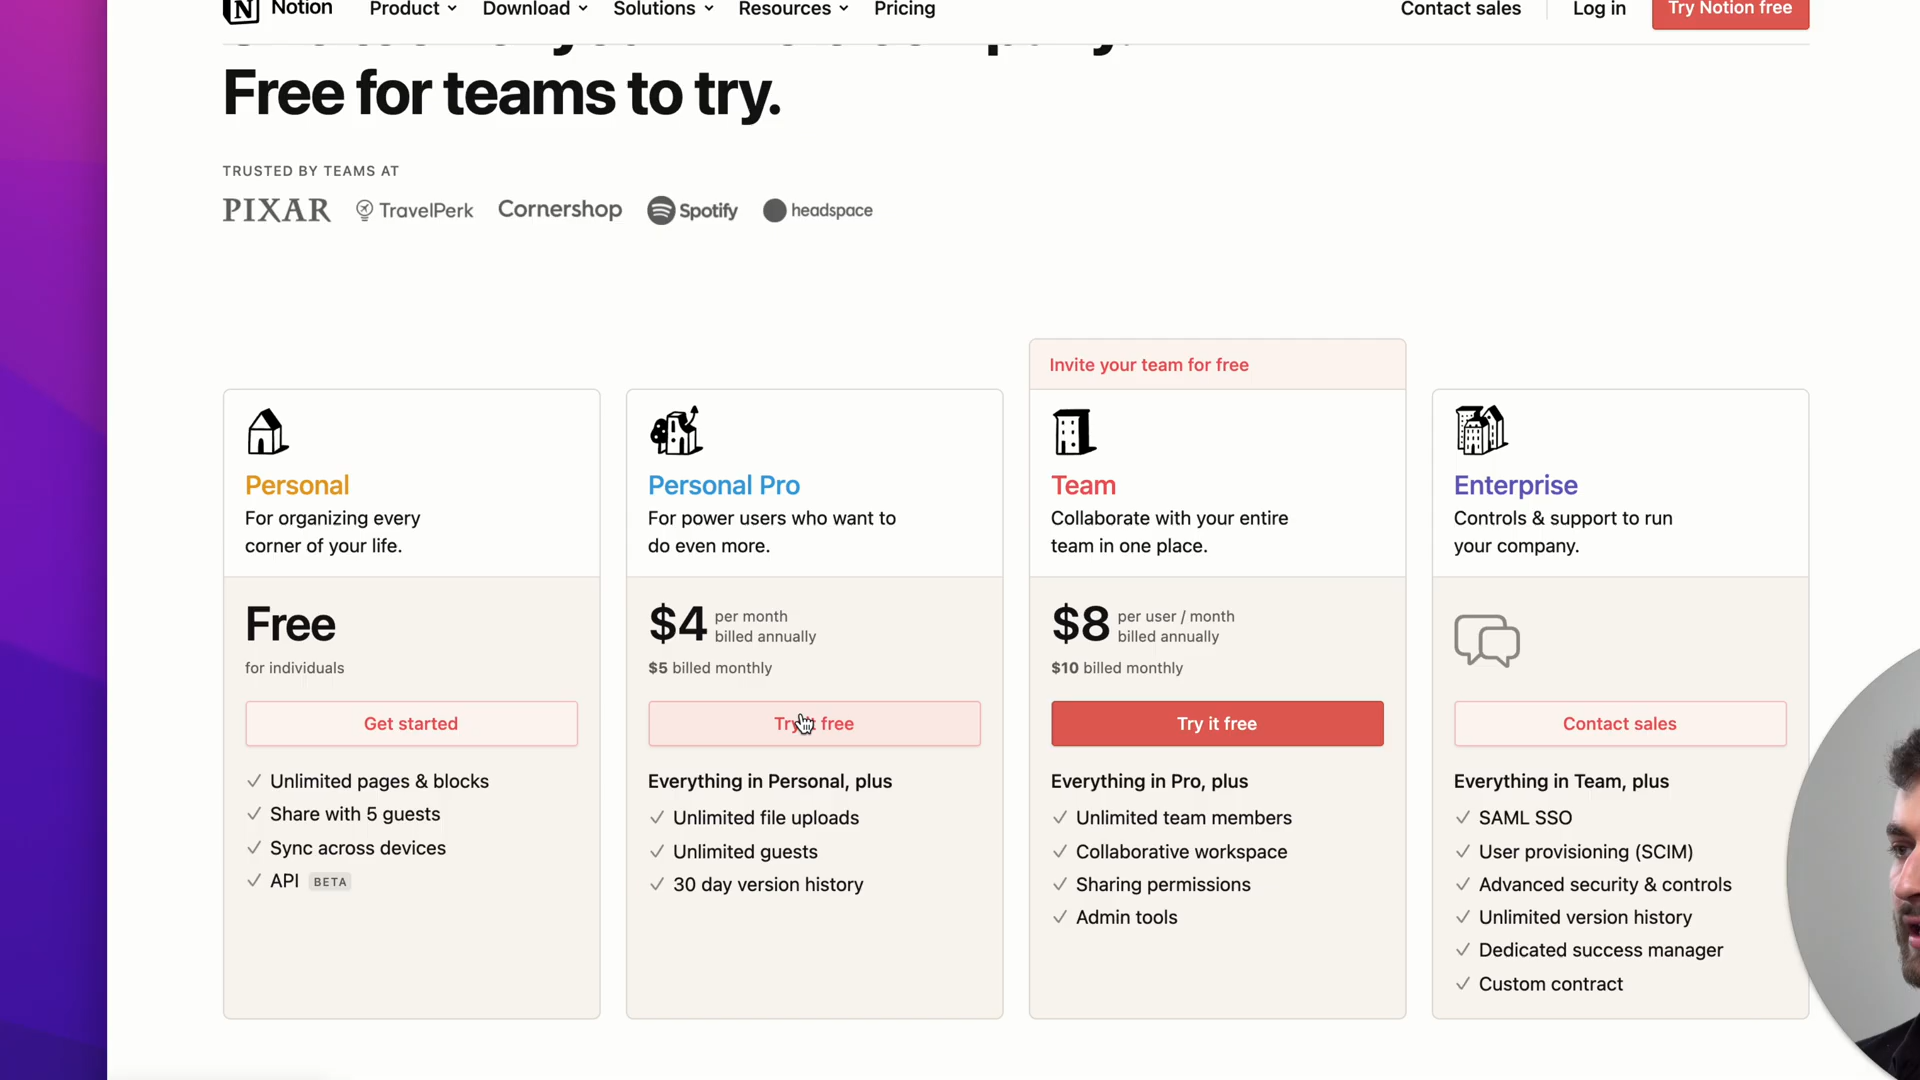 Notion
Product
Download
Solutions
Resources
Pricing
Contact sales
Log in
Try Notion free
Free for teams to try.
TRUSTED BY TEAMS AT
PIXAR
TravelPerk
Cornershop
Spotify
headspace
Personal
For organizing every
corner of your life.
Free
for individuals
Get started
Unlimited pages & blocks
Share with 5 guests
Sync across devices
API BETA
Personal Pro
For power users who want to
do even more.
$4 per month
billed annually
$5 billed monthly
Try free
Everything in Personal, plus
Unlimited file uploads
Unlimited guests
30 day version history
Invite your team for free
Team
Collaborate with your entire
team in one place.
$8 per user / month
billed annually
$10 billed monthly
Try it free
Everything in Pro, plus
Unlimited team members
Collaborative workspace
Sharing permissions
Admin tools
Enterprise
Controls & support to run
your company.
Contact sales
Everything in Team, plus
SAML SSO
User provisioning (SCIM)
Advanced security & controls
Unlimited version history
Dedicated success manager
Custom contract